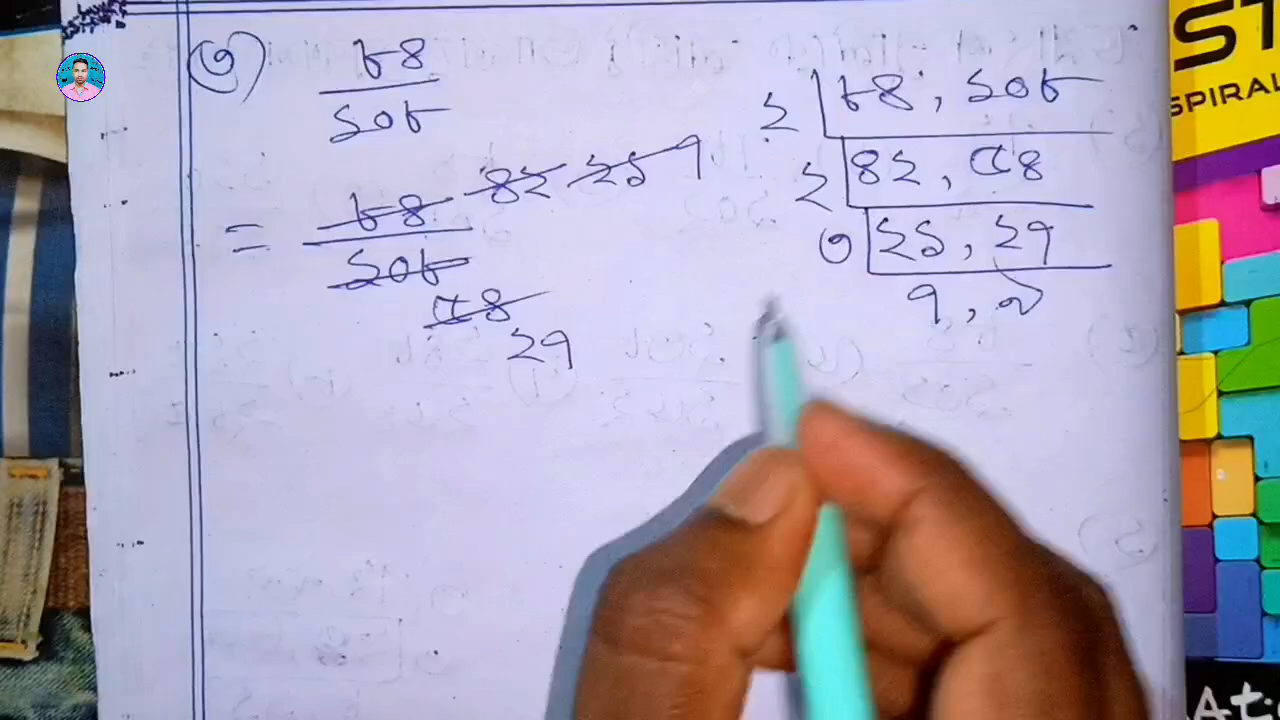 ৩) ৮৪
১০৮
= ৮৪ ৪২ ২১ ৭
১০৮
৫৪
২৭
২ ৮৪, ১০৮
২ ৪২, ৫৪
৩ ২১, ২৭
৭, ৯
ST
SPIRAL
Ati